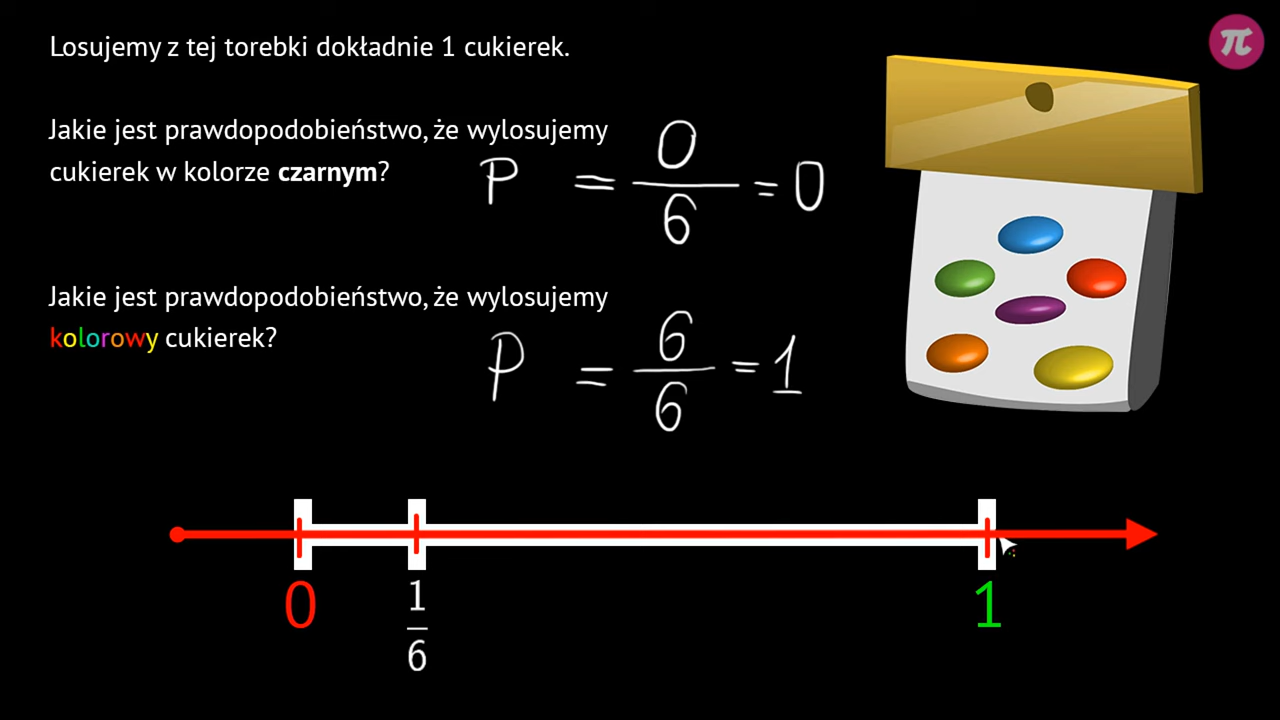 Losujemy z tej torebki dokładnie 1 cukierek.
Jakie jest prawdopodobieństwo, że wylosujemy
cukierek w kolorze czarnym?
P = 0/6 = 0
Jakie jest prawdopodobieństwo, że wylosujemy
kolorowy cukierek?
P = 6/6 = 1
0 1/6 1
π